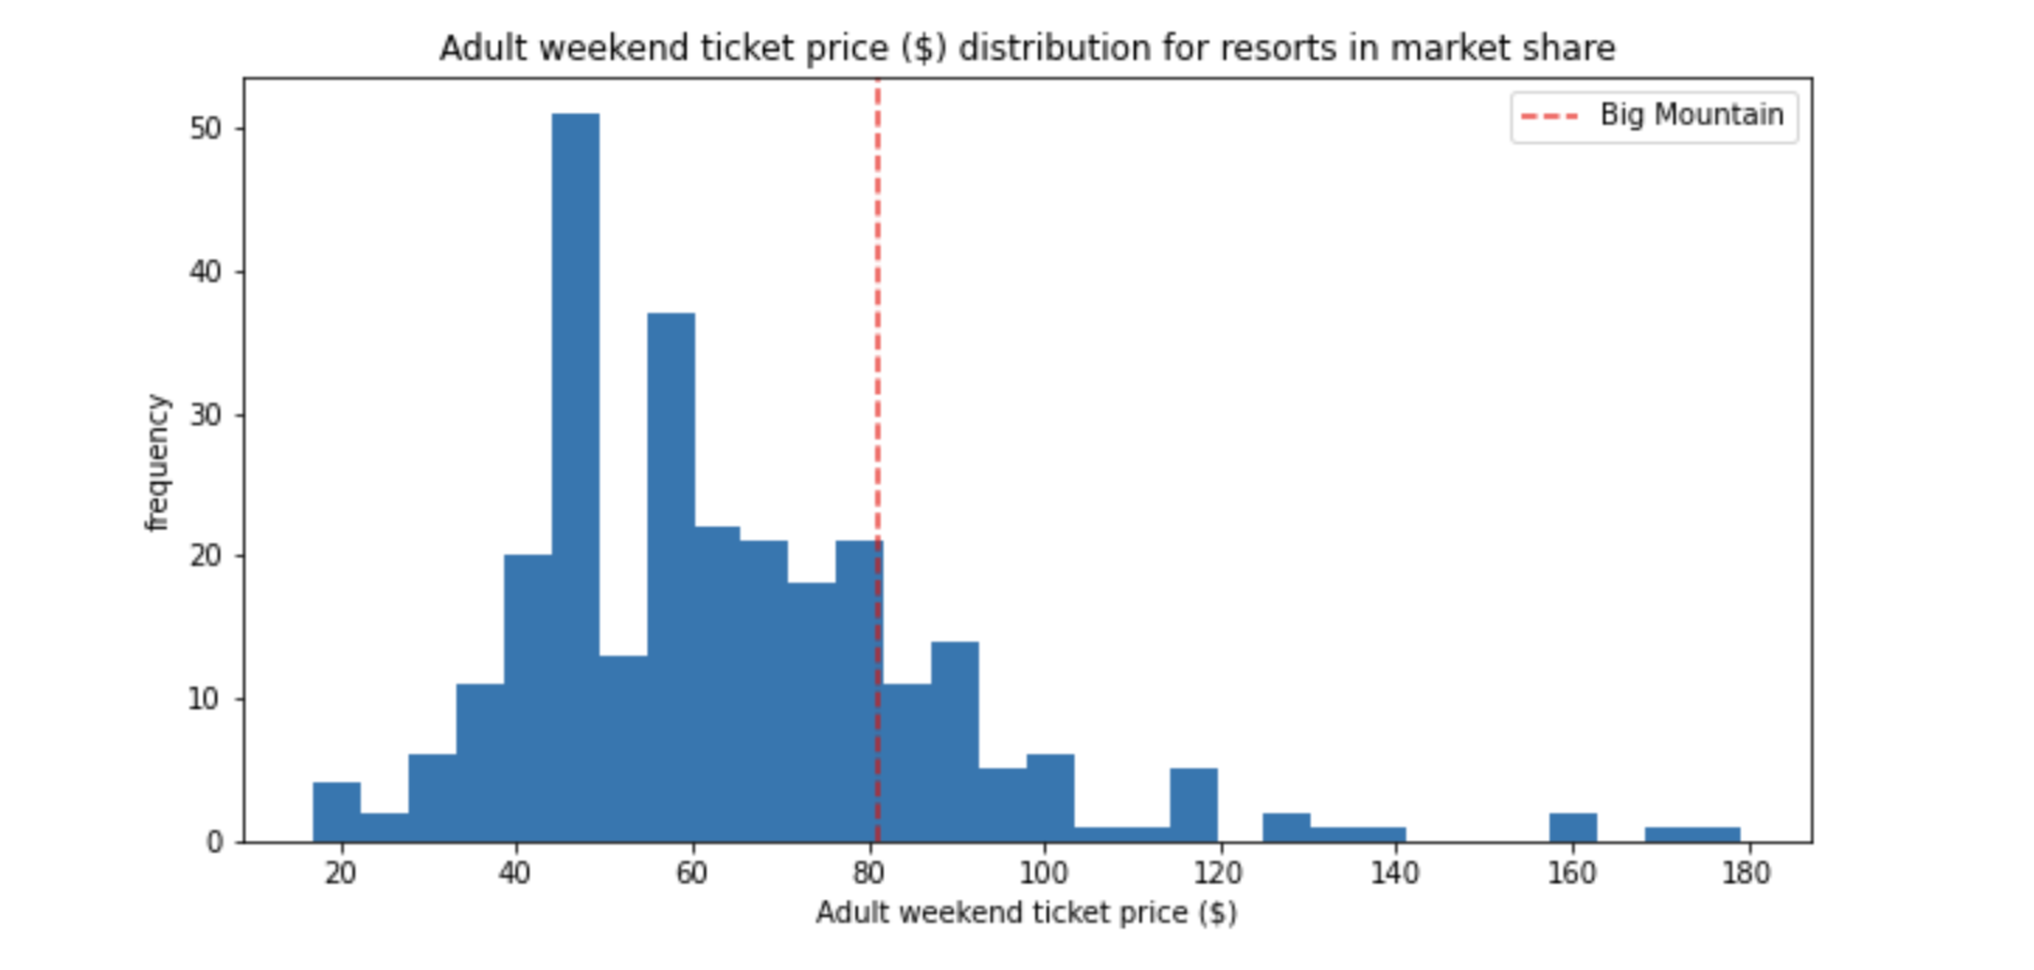 Adult weekend ticket price ($) distribution for resorts in market share
Big Mountain
50
40
30
20
10
0
frequency
20 40 60 80 100 120 140 160 180
Adult weekend ticket price ($)